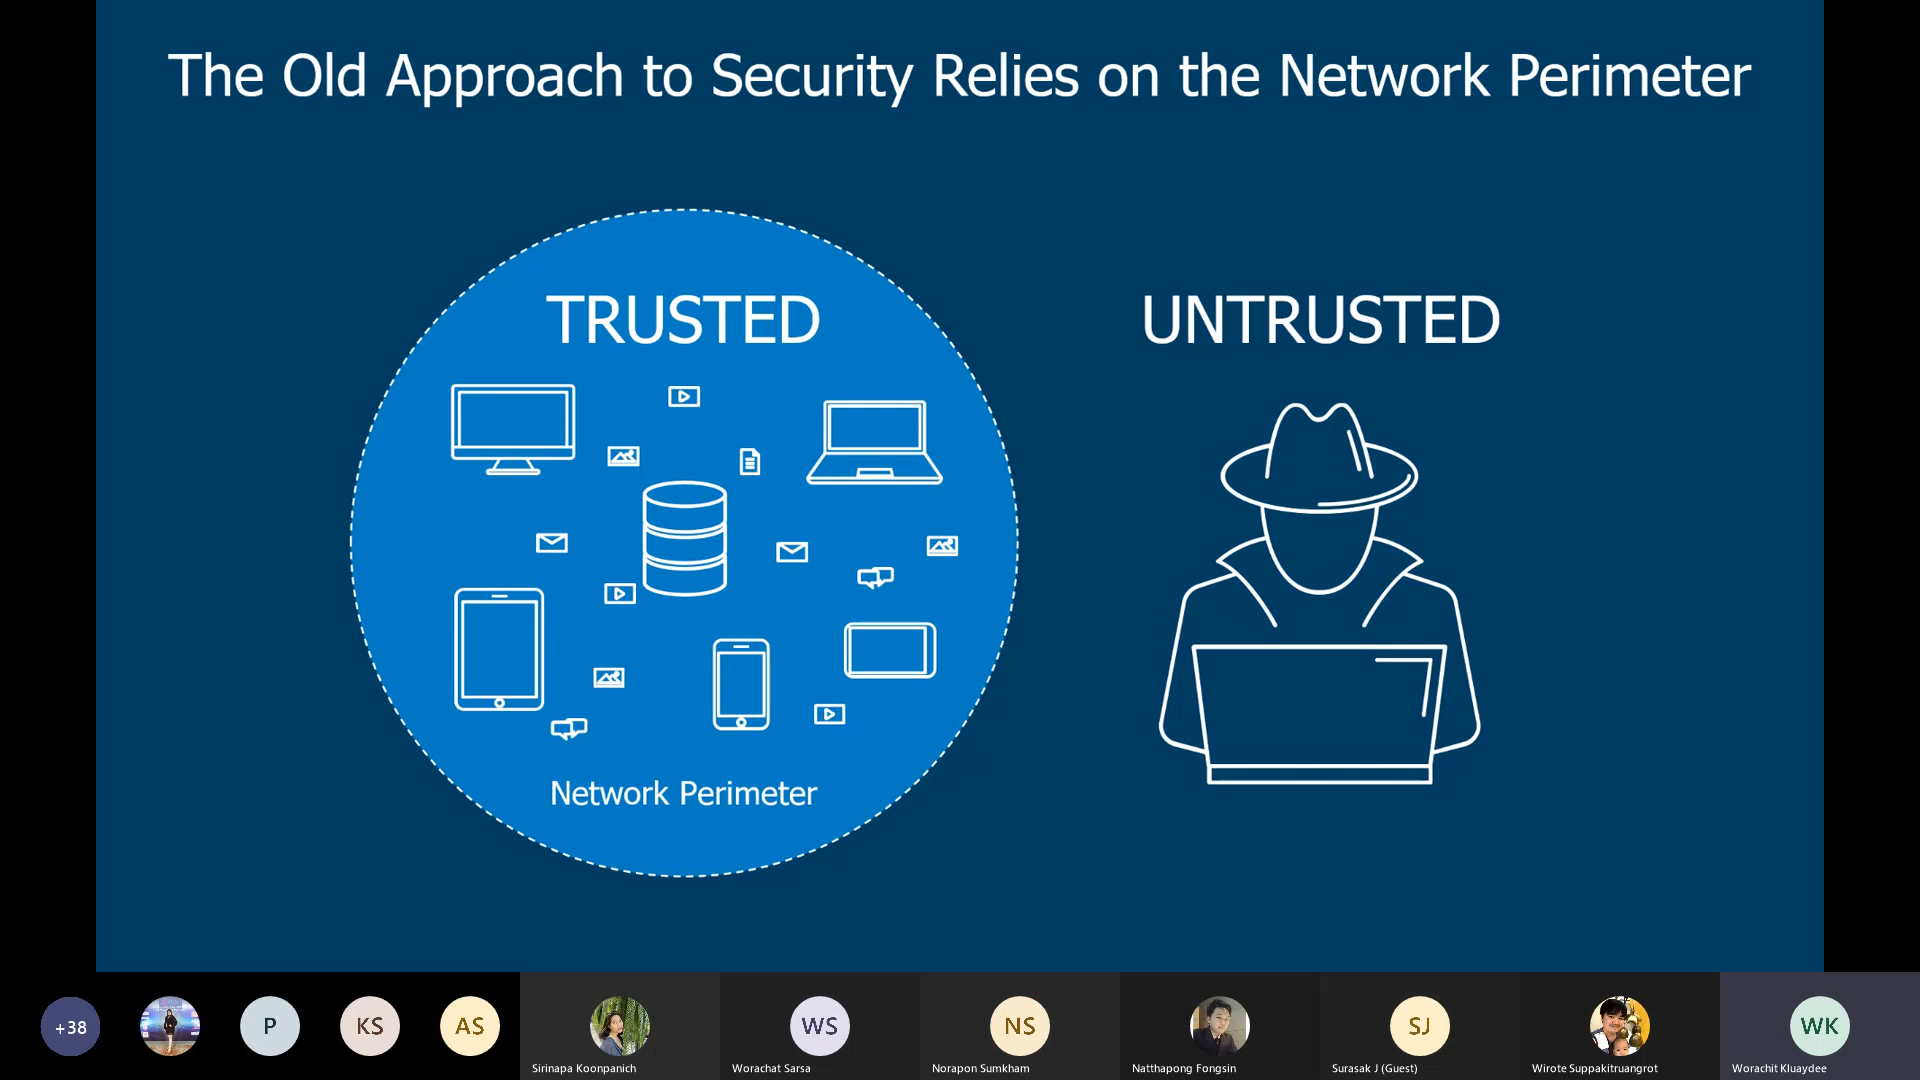 The Old Approach to Security Relies on the Network Perimeter
TRUSTED
UNTRUSTED
Network Perimeter
+38
P
KS
AS
WS
NS
SJ
WK
Sirinapa Koonpanich
Worachat Sarsa
Norapon Sumkham
Natthapong Fongsin
Surasak J (Guest)
Wirote Suppakitruangrot
Worachit Kluaydee